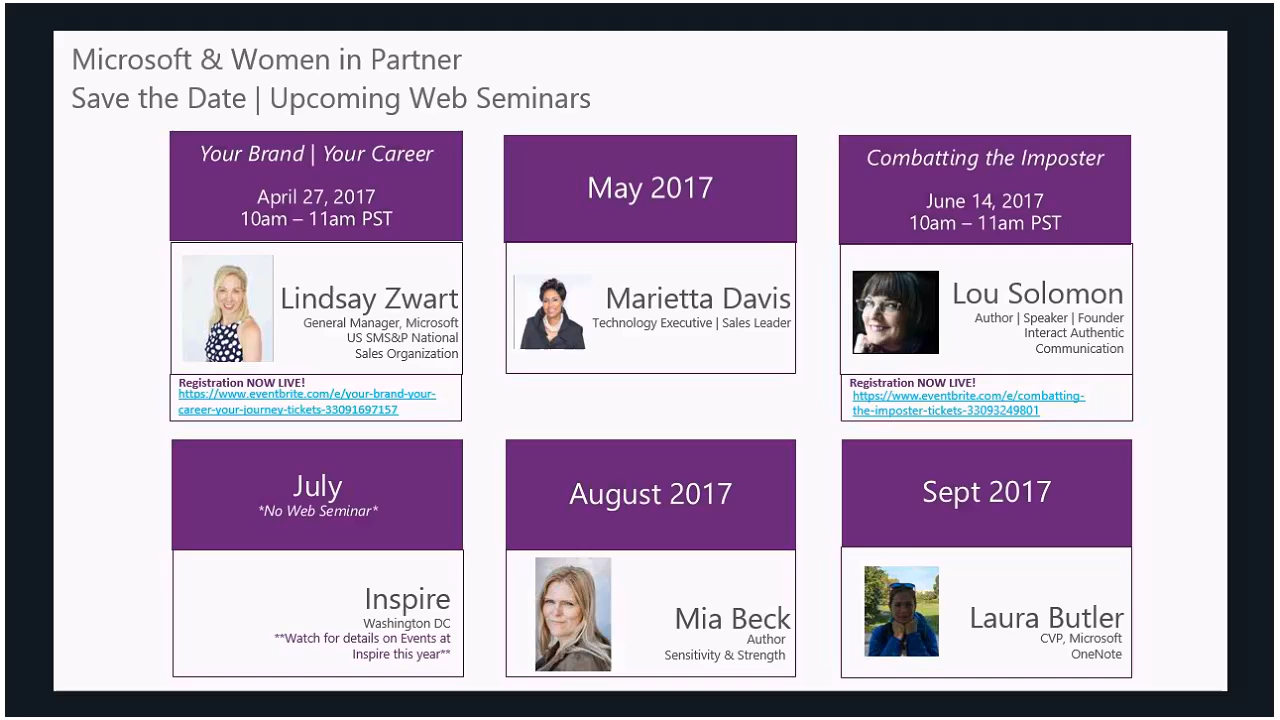 Microsoft & Women in Partner
Save the Date | Upcoming Web Seminars
Your Brand | Your Career
April 27, 2017
10am – 11am PST
Lindsay Zwart
General Manager, Microsoft
US SMS&P National
Sales Organization
Registration NOW LIVE!
https://www.eventbrite.com/e/your-brand-your-
career-your-journey-tickets-33091697157
May 2017
Marietta Davis
Technology Executive | Sales Leader
Combatting the Imposter
June 14, 2017
10am – 11am PST
Lou Solomon
Author | Speaker | Founder
Interact Authentic
Communication
Registration NOW LIVE!
https://www.eventbrite.com/e/combatting-
the-imposter-tickets-33093249801
July
*No Web Seminar*
Inspire
Washington DC
**Watch for details on Events at
Inspire this year**
August 2017
Mia Beck
Author
Sensitivity & Strength
Sept 2017
Laura Butler
CVP, Microsoft
OneNote